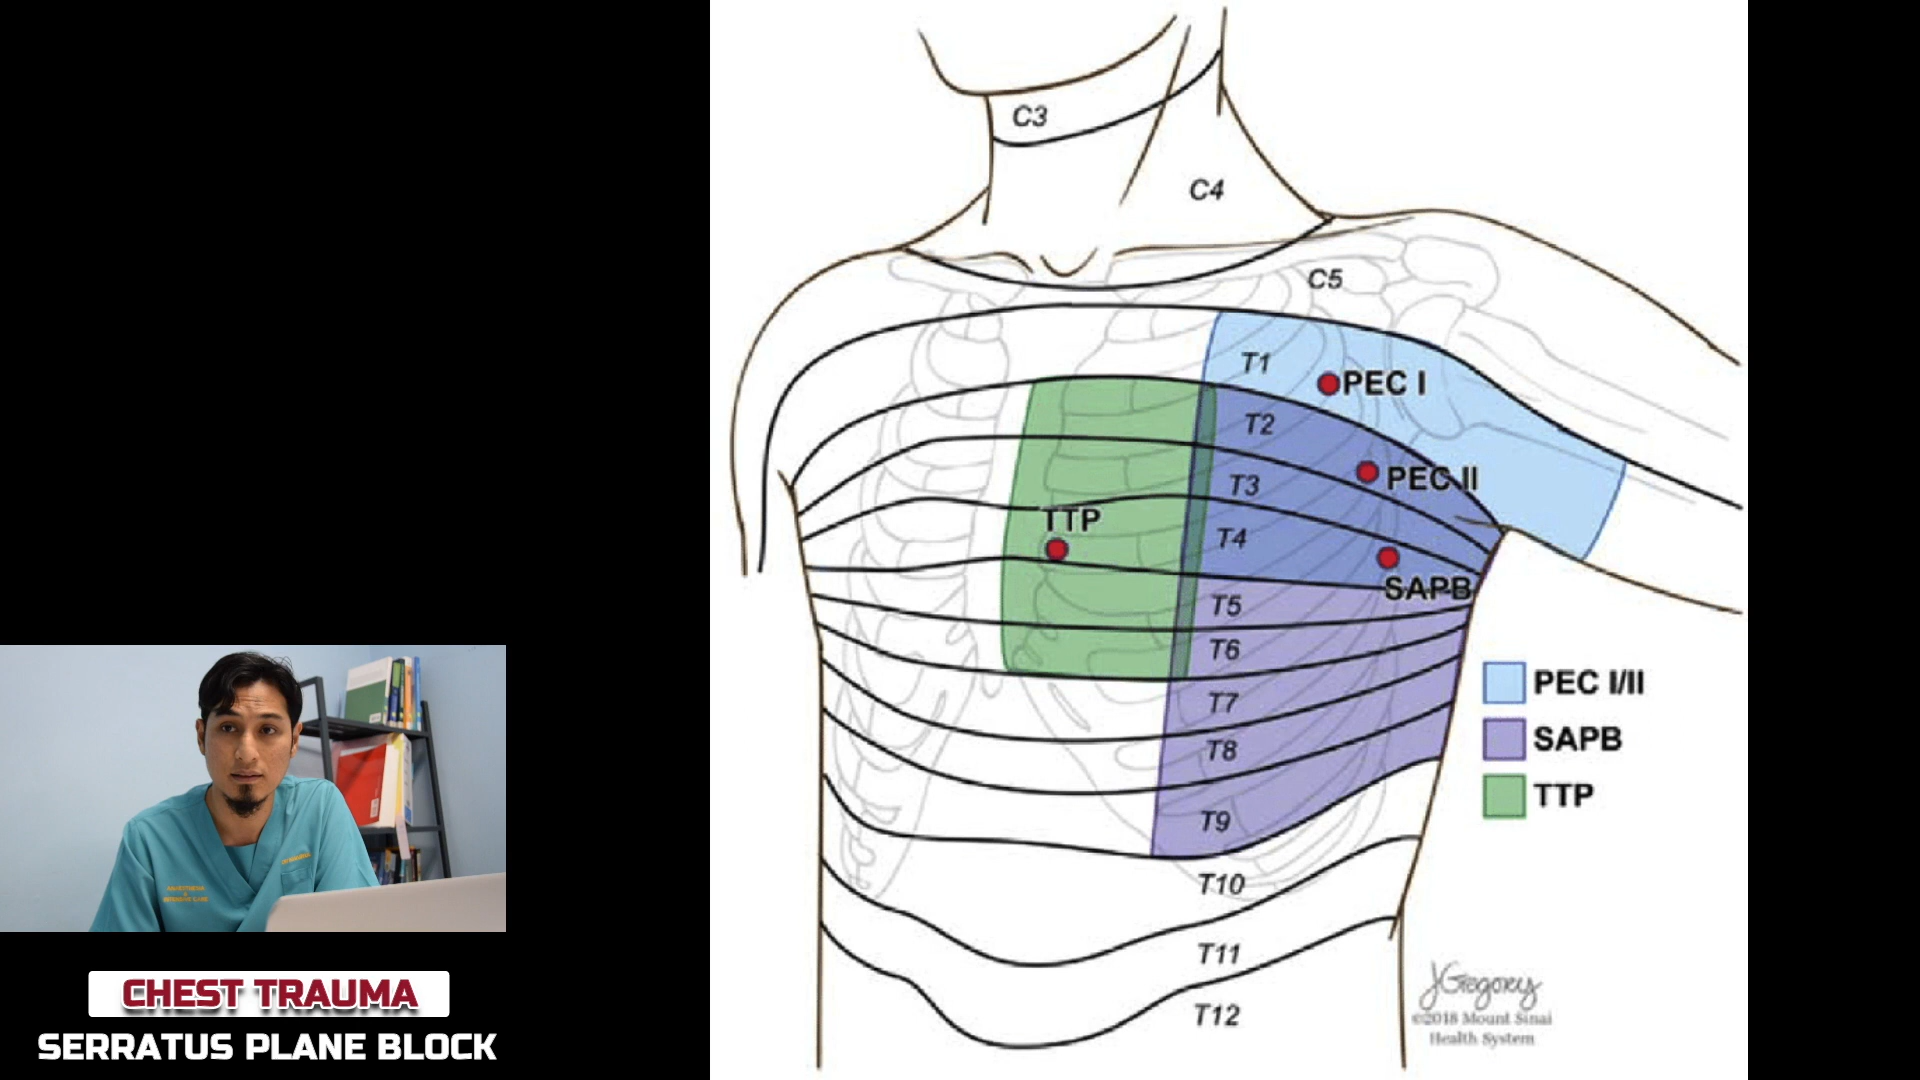 C3
C4
C5
T1
PEC I
T2
PEC II
T3
TTP
T4
SAPB
T5
T6
T7
T8
T9
T10
T11
T12
PEC I/II
SAPB
TTP
JGregory
©2018 Mount Sinai
Health System
CHEST TRAUMA
SERRATUS PLANE BLOCK